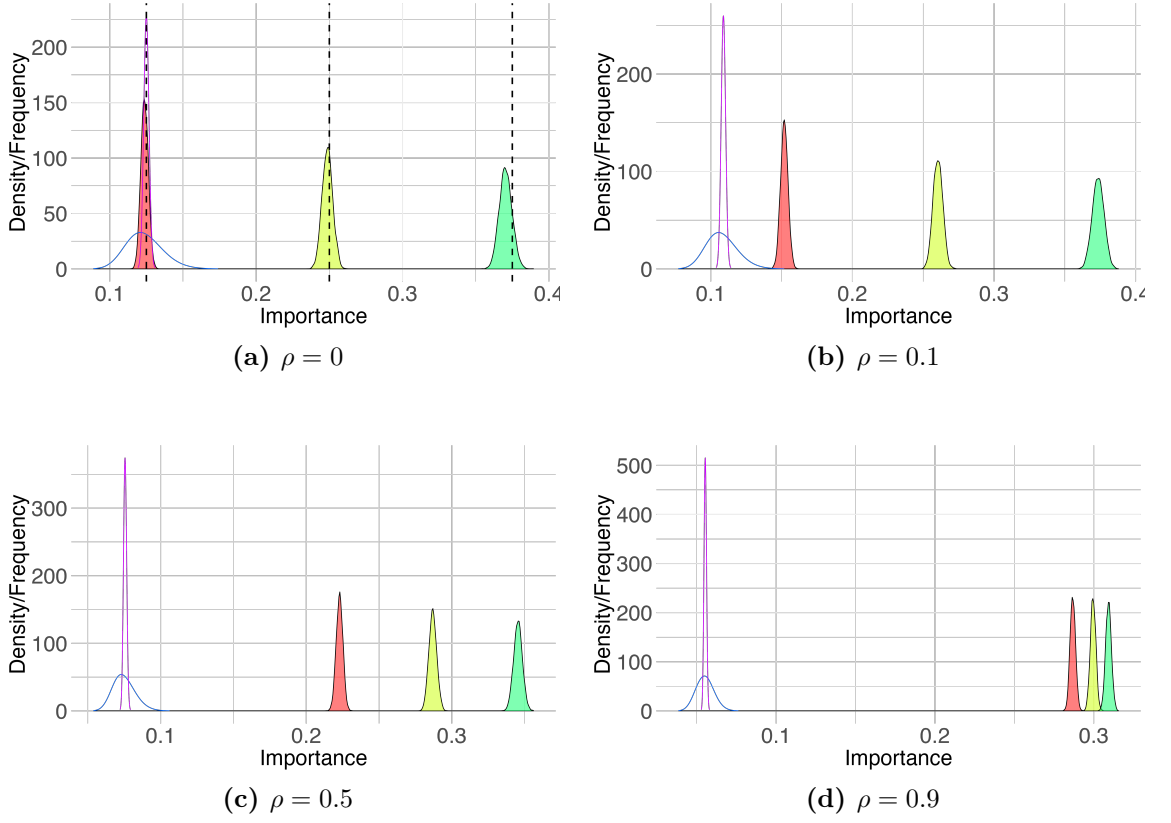 Density/Frequency
200
150
100
50
0
0.1
0.2
0.3
0.4
Importance
(a) ρ = 0
Density/Frequency
200
100
0
0.1
0.2
0.3
0.4
Importance
(b) ρ = 0.1
Density/Frequency
300
200
100
0
0.1
0.2
0.3
Importance
(c) ρ = 0.5
Density/Frequency
500
400
300
200
100
0
0.1
0.2
0.3
Importance
(d) ρ = 0.9